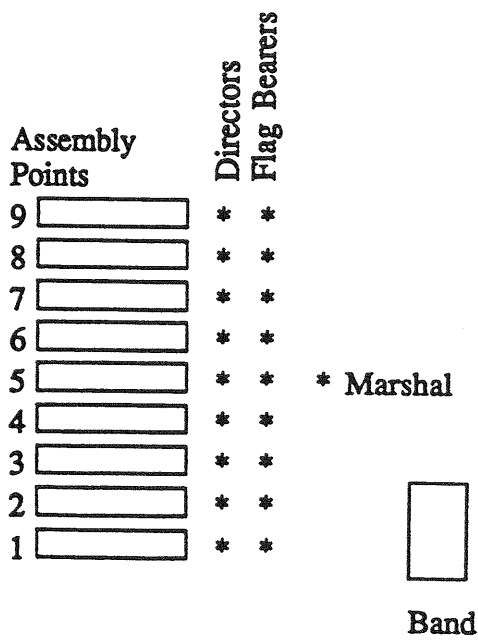 Directors
Flag Bearers
Assembly
Points
9 * *
8 * *
7 * *
6 * *
5 * * * Marshal
4 * *
3 * *
2 * *
1 * *
Band